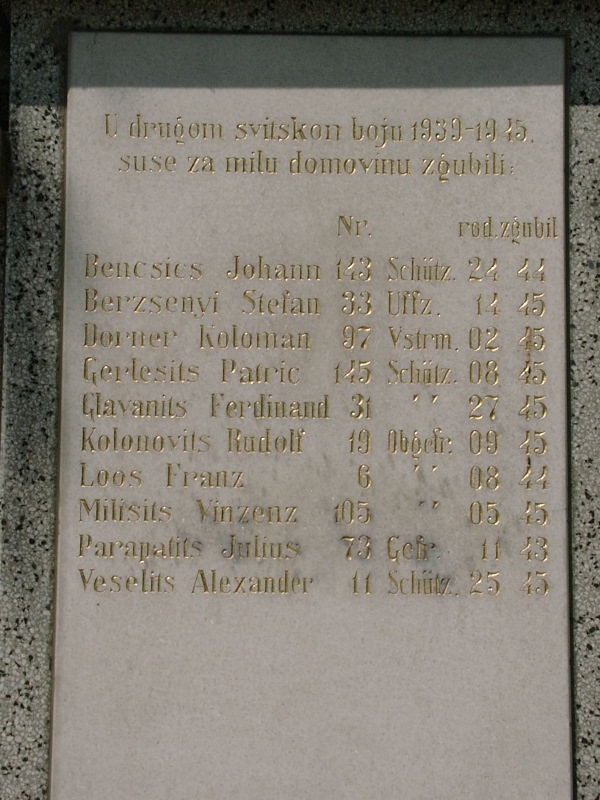 U drugom svitskon boju 1939-1945.
suse za milu domovinu zgubili:
Nr. rod. zgubil
Bencsics Johann 143 Schütz. 24 44
Berzsenyi Stefan 33 Uffz. 14 45
Dorner Koloman 97 Vstrm. 02 45
Gerlesits Patric 145 Schütz. 08 45
Glavanits Ferdinand 31 ′′ 27 45
Kolonovits Rudolf 19 Obgefr. 09 45
Loos Franz 6 ′′ 08 44
Milisits Vinzenz 105 ′′ 05 45
Parapatits Julius 73 Gefr. 11 43
Veselits Alexander 11 Schütz. 25 45